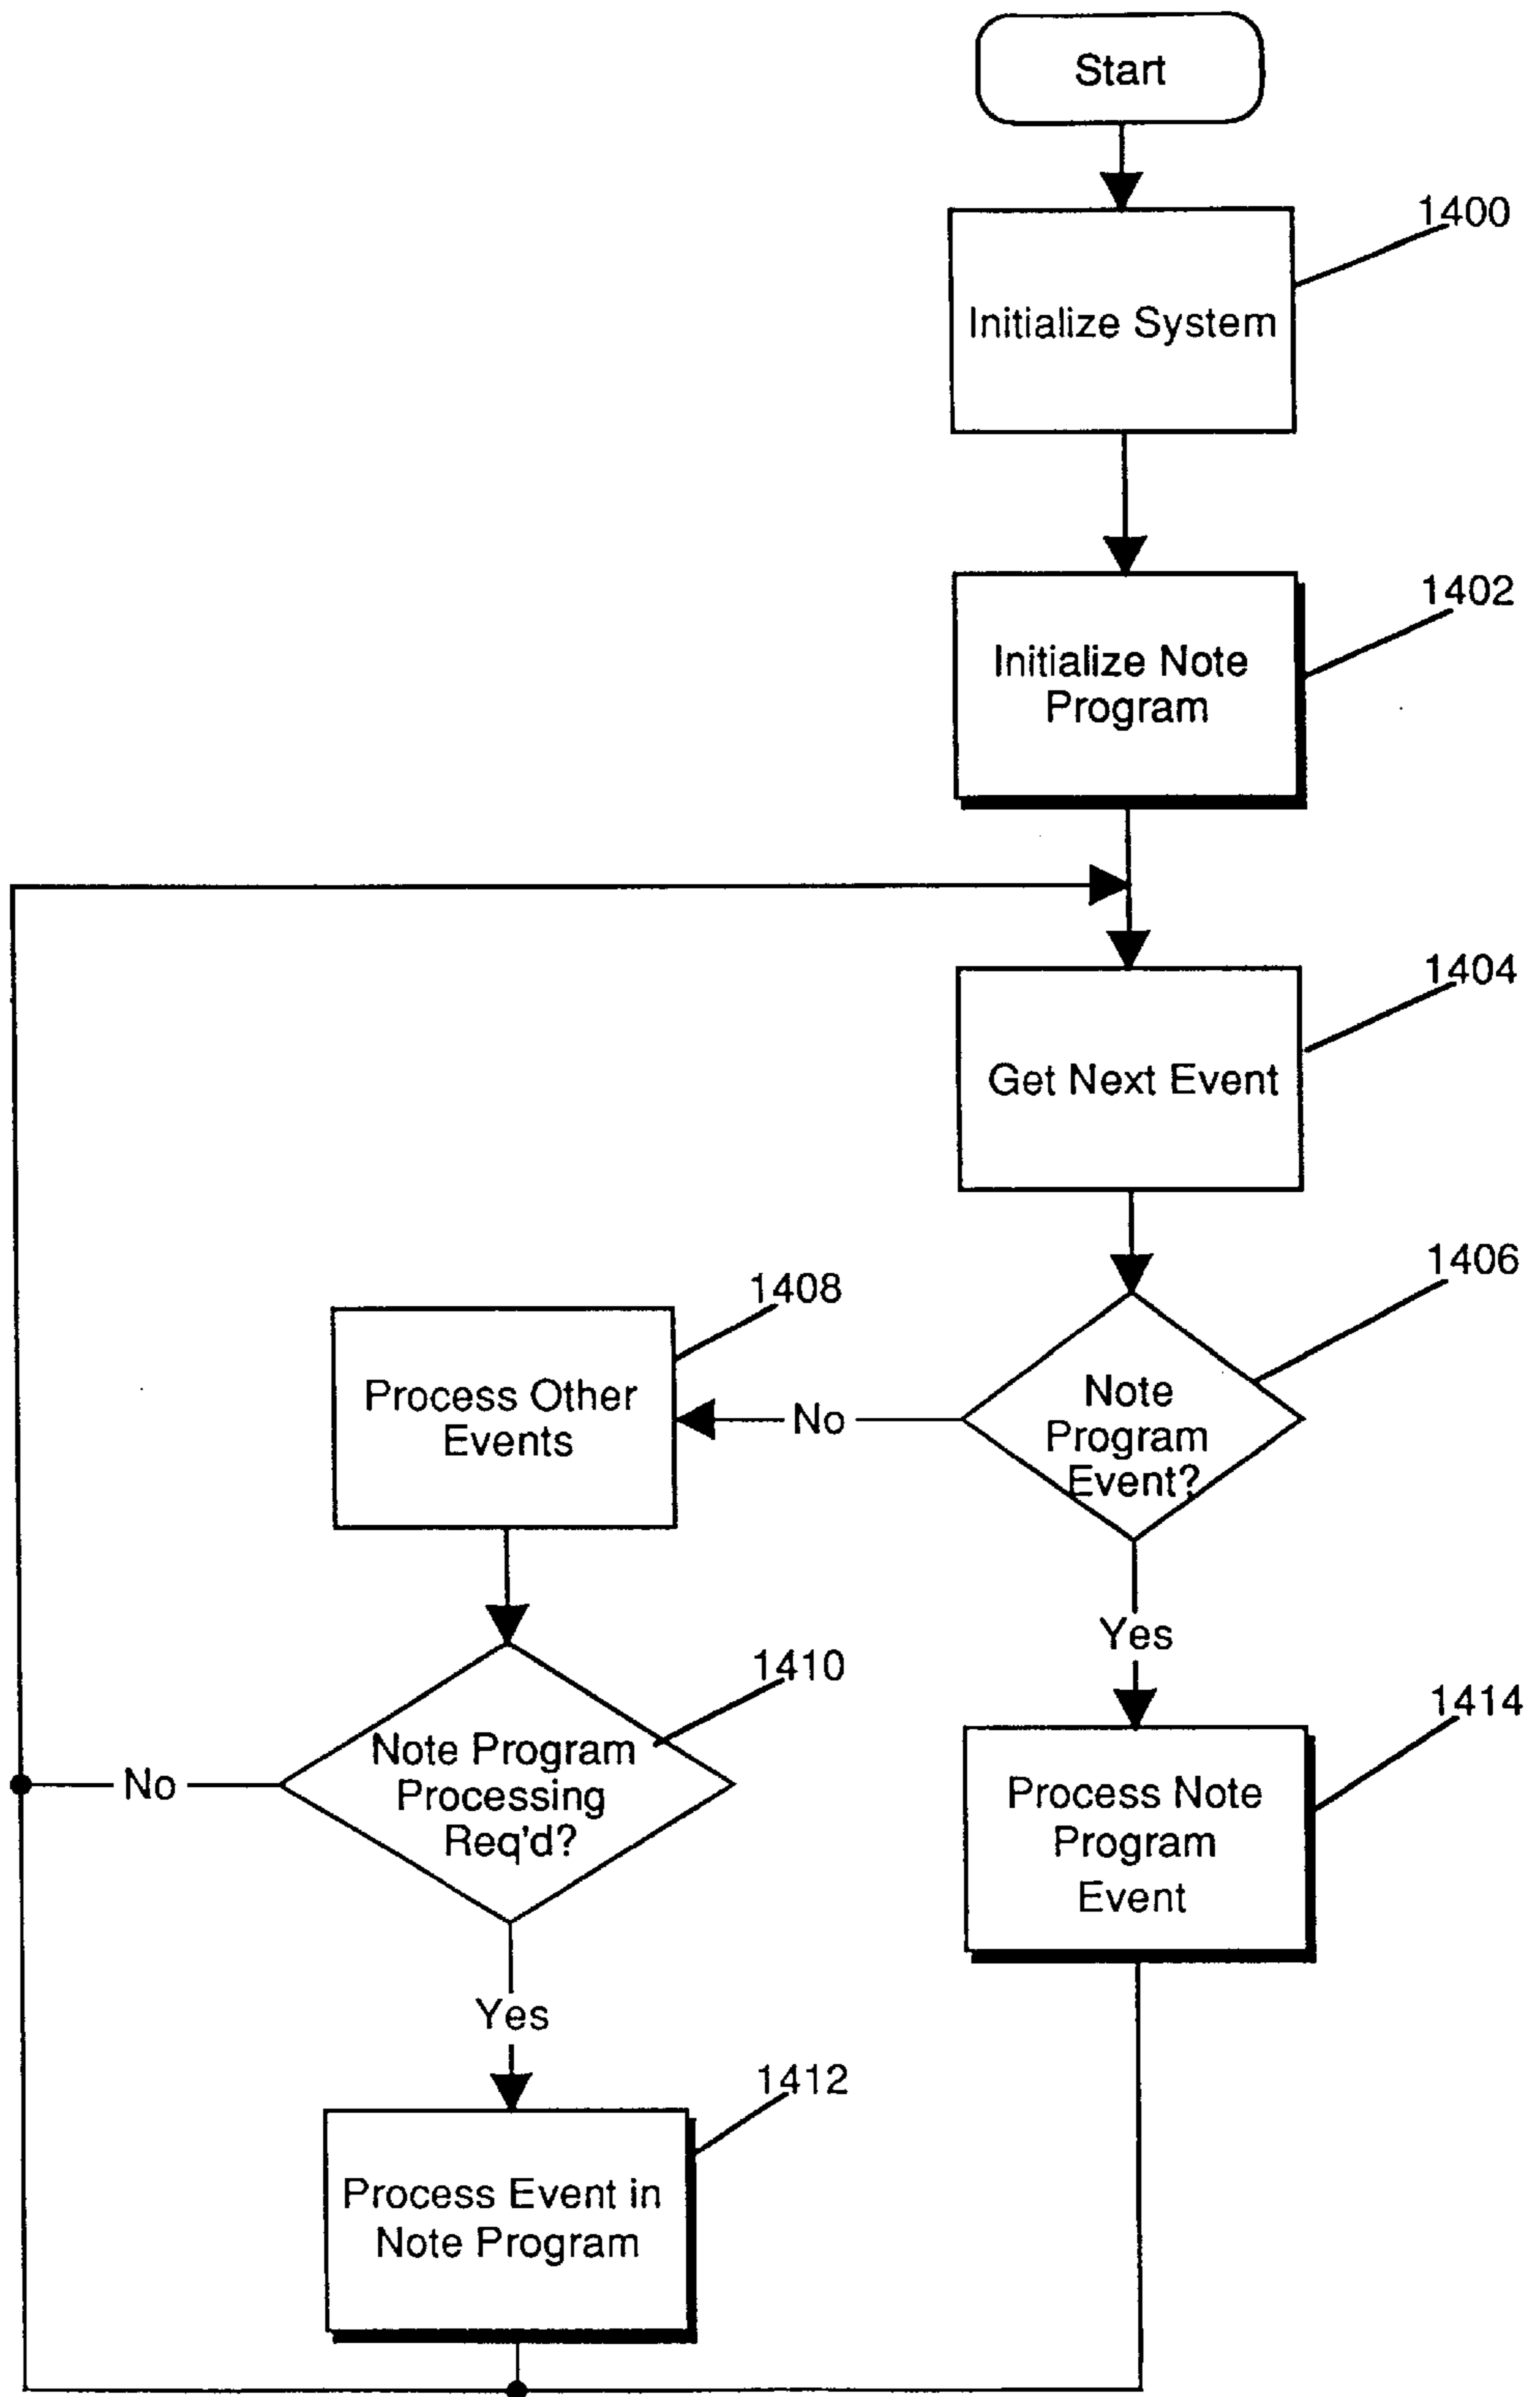 Start
1400
Initialize System
1402
Initialize Note
Program
1404
Get Next Event
1406
Note
Program
Event?
No
1408
Process Other
Events
Yes
1410
Note Program
Processing
Req'd?
No
1414
Process Note
Program
Event
Yes
1412
Process Event in
Note Program